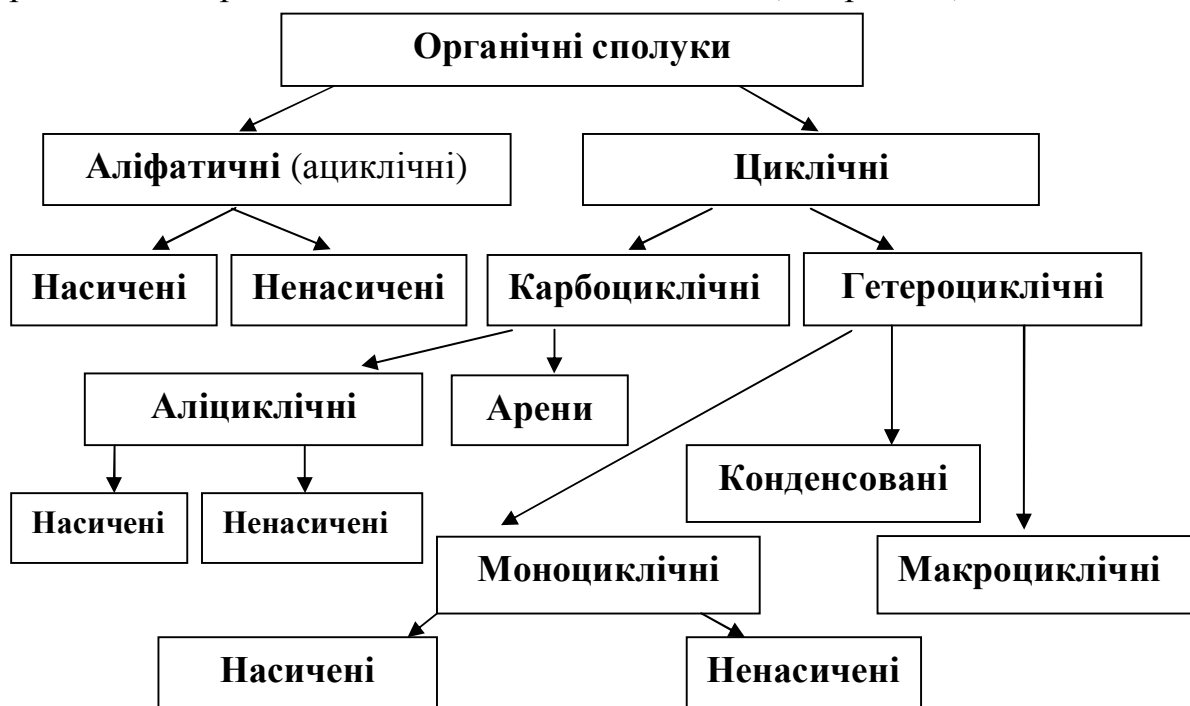 Органічні сполуки
Аліфатичні (ациклічні)
Циклічні
Насичені
Ненасичені
Карбоциклічні
Гетероциклічні
Аліциклічні
Арени
Конденсовані
Насичені
Ненасичені
Моноциклічні
Макроциклічні
Насичені
Ненасичені